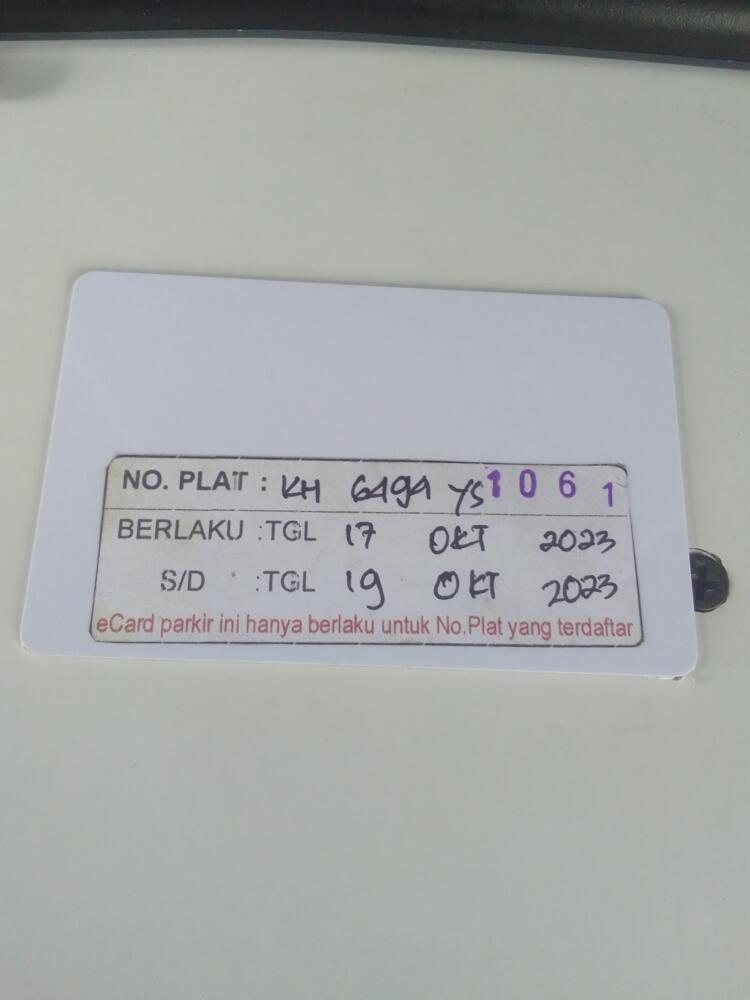 NO. PLAT : KH 6494 YS 1061
BERLAKU :TGL 17 OKT 2023
S/D :TGL 19 OKT 2023
eCard parkir ini hanya berlaku untuk No.Plat yang terdaftar